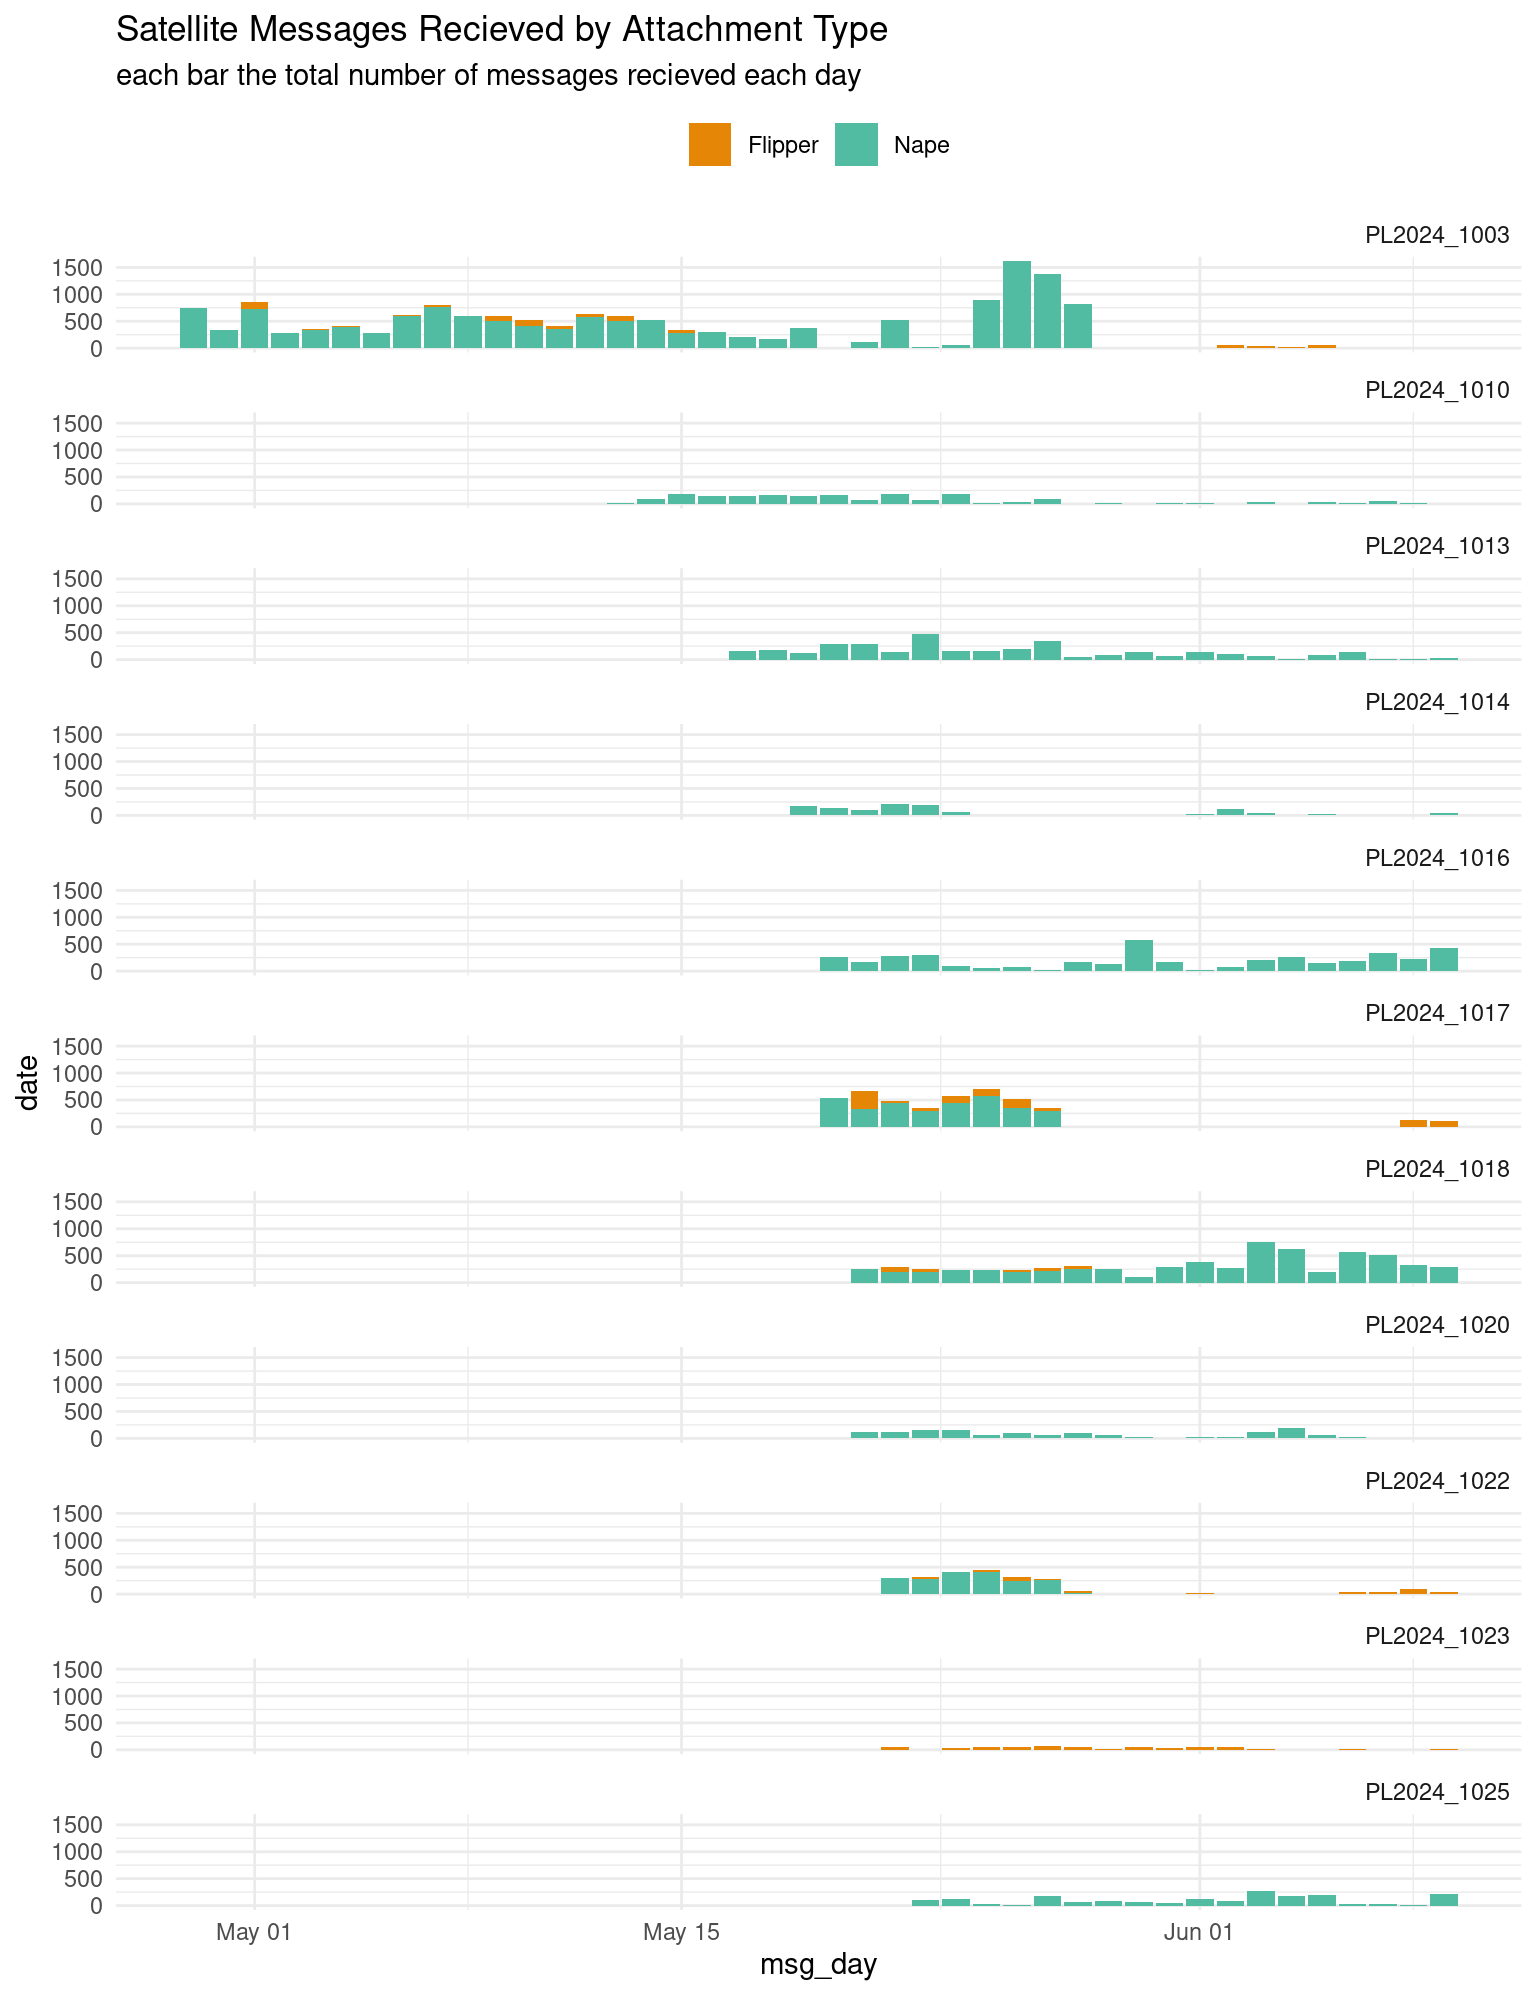 Satellite Messages Recieved by Attachment Type
each bar the total number of messages recieved each day
Flipper Nape
PL2024_1003
1500
1000
500
0
PL2024_1010
1500
1000
500
0
PL2024_1013
1500
1000
500
0
PL2024_1014
1500
1000
500
0
PL2024_1016
1500
1000
500
0
PL2024_1017
1500
1000
500
0
date
PL2024_1018
1500
1000
500
0
PL2024_1020
1500
1000
500
0
PL2024_1022
1500
1000
500
0
PL2024_1023
1500
1000
500
0
PL2024_1025
1500
1000
500
0
May 01 May 15 Jun 01
msg_day